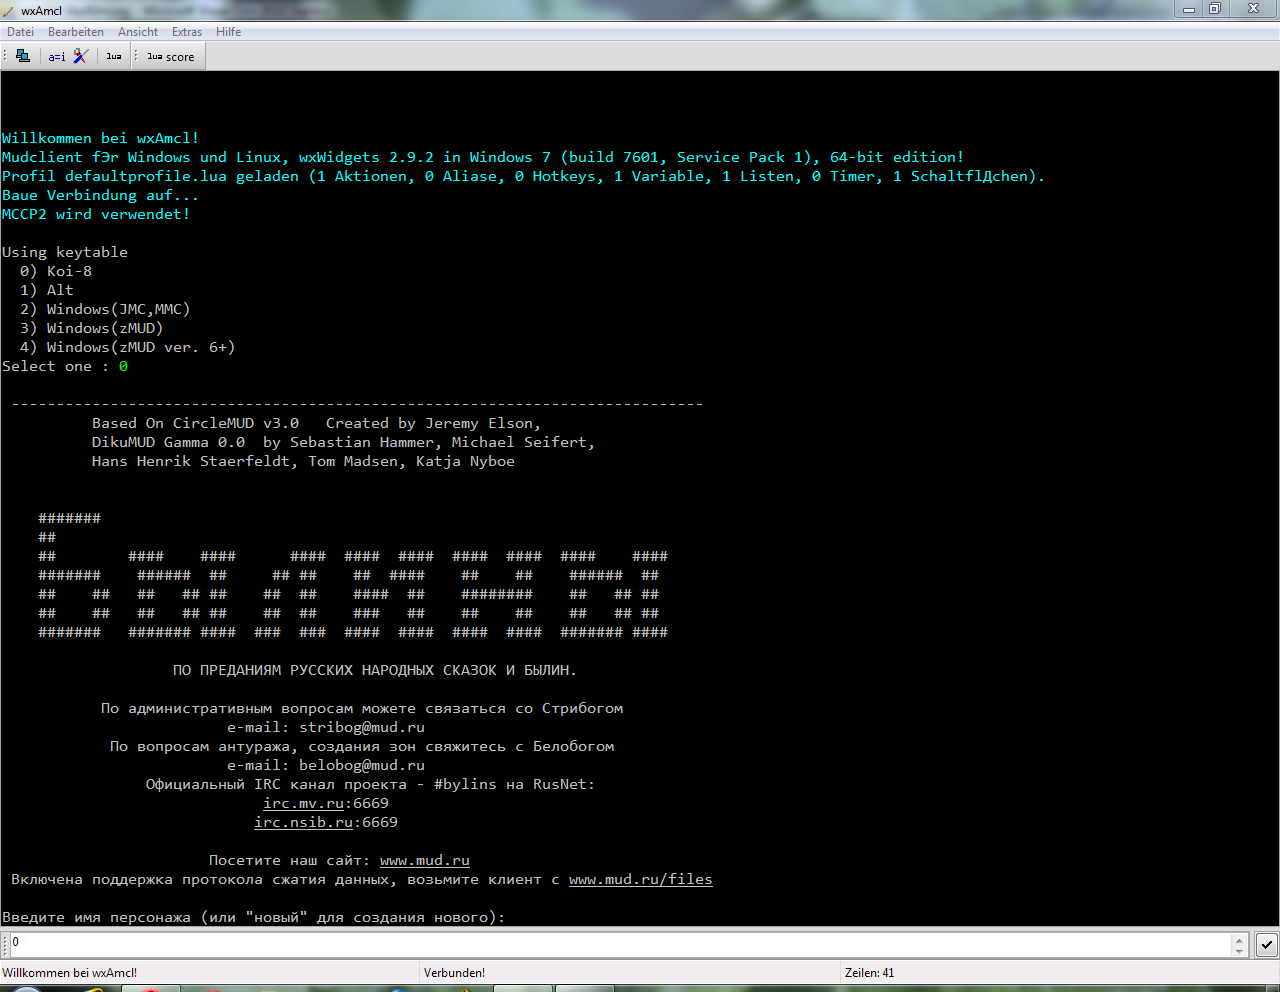 wxAmcl
Datei Bearbeiten Ansicht Extras Hilfe
a=i lua lua score
Willkommen bei wxAmcl!
Mudclient fЭr Windows und Linux, wxWidgets 2.9.2 in Windows 7 (build 7601, Service Pack 1), 64-bit edition!
Profil defaultprofile.lua geladen (1 Aktionen, 0 Aliase, 0 Hotkeys, 1 Variable, 1 Listen, 0 Timer, 1 SchaltflДchen).
Baue Verbindung auf...
MCCP2 wird verwendet!
Using keytable
0) Koi-8
1) Alt
2) Windows(JMC,MMC)
3) Windows(zMUD)
4) Windows(zMUD ver. 6+)
Select one : 0
Based On CircleMUD v3.0 Created by Jeremy Elson,
DikuMUD Gamma 0.0 by Sebastian Hammer, Michael Seifert,
Hans Henrik Staerfeldt, Tom Madsen, Katja Nyboe
Былины
ПО ПРЕДАНИЯМ РУССКИХ НАРОДНЫХ СКАЗОК И БЫЛИН.
По административным вопросам можете связаться со Стрибогом
e-mail: stribog@mud.ru
По вопросам антуража, создания зон свяжитесь с Белобогом
e-mail: belobog@mud.ru
Официальный IRC канал проекта - #bylins на RusNet:
irc.mv.ru:6669
irc.nsib.ru:6669
Посетите наш сайт: www.mud.ru
Включена поддержка протокола сжатия данных, возьмите клиент с www.mud.ru/files
Введите имя персонажа (или "новый" для создания нового):
0
Willkommen bei wxAmcl! Verbunden! Zeilen: 41